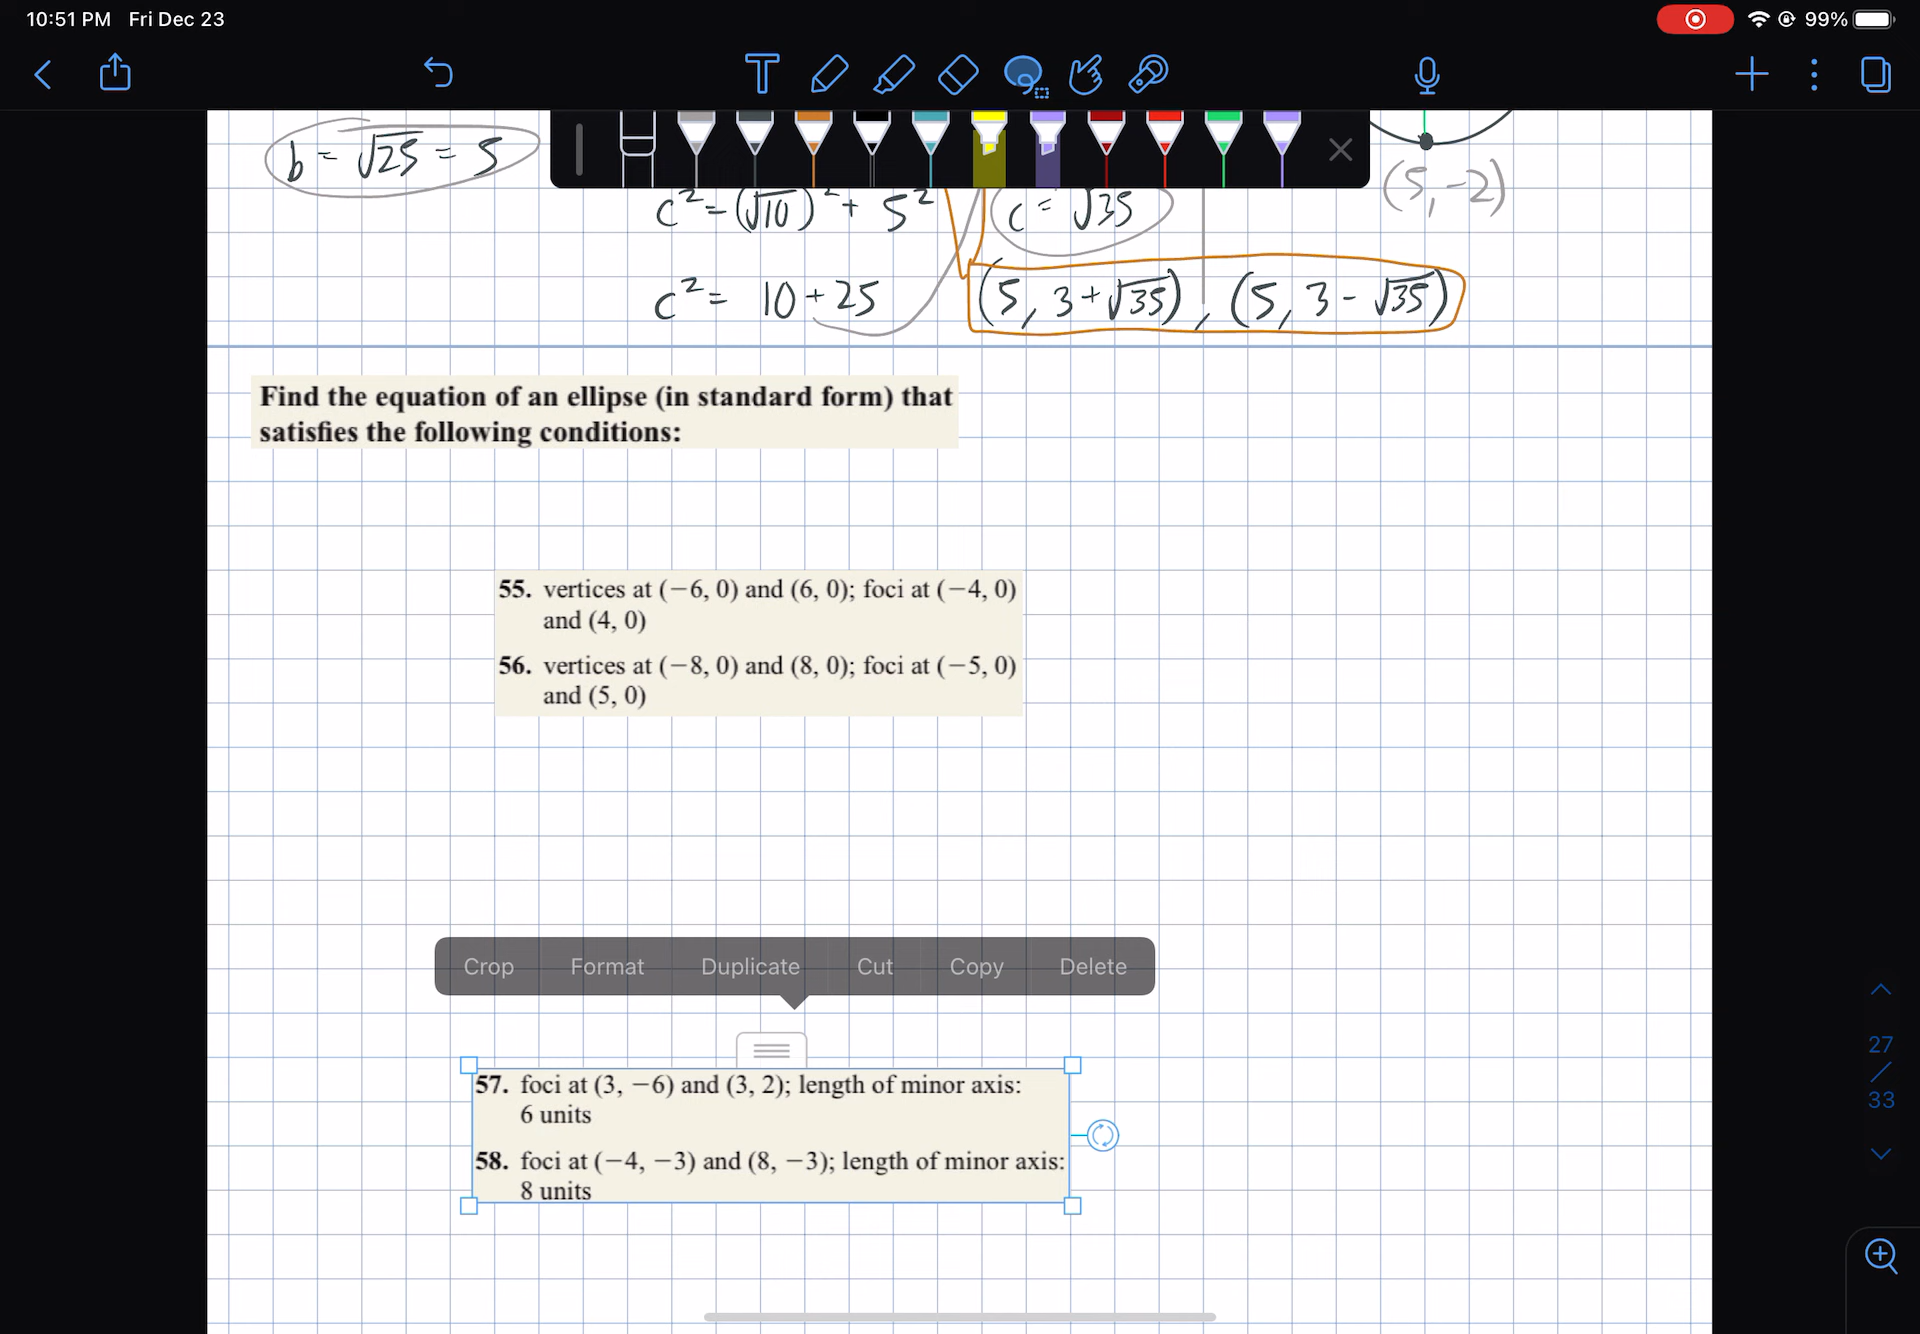 10:51 PM Fri Dec 23
99%
b = √25 = 5
c² = (√10)² + 5²
c = √35
(5, -2)
c² = 10 + 25
(5, 3+√35), (5, 3-√35)
Find the equation of an ellipse (in standard form) that
satisfies the following conditions:
55. vertices at (−6, 0) and (6, 0); foci at (−4, 0)
and (4, 0)
56. vertices at (−8, 0) and (8, 0); foci at (−5, 0)
and (5, 0)
Crop Format Duplicate Cut Copy Delete
27
/
33
57. foci at (3, −6) and (3, 2); length of minor axis:
6 units
58. foci at (−4, −3) and (8, −3); length of minor axis:
8 units